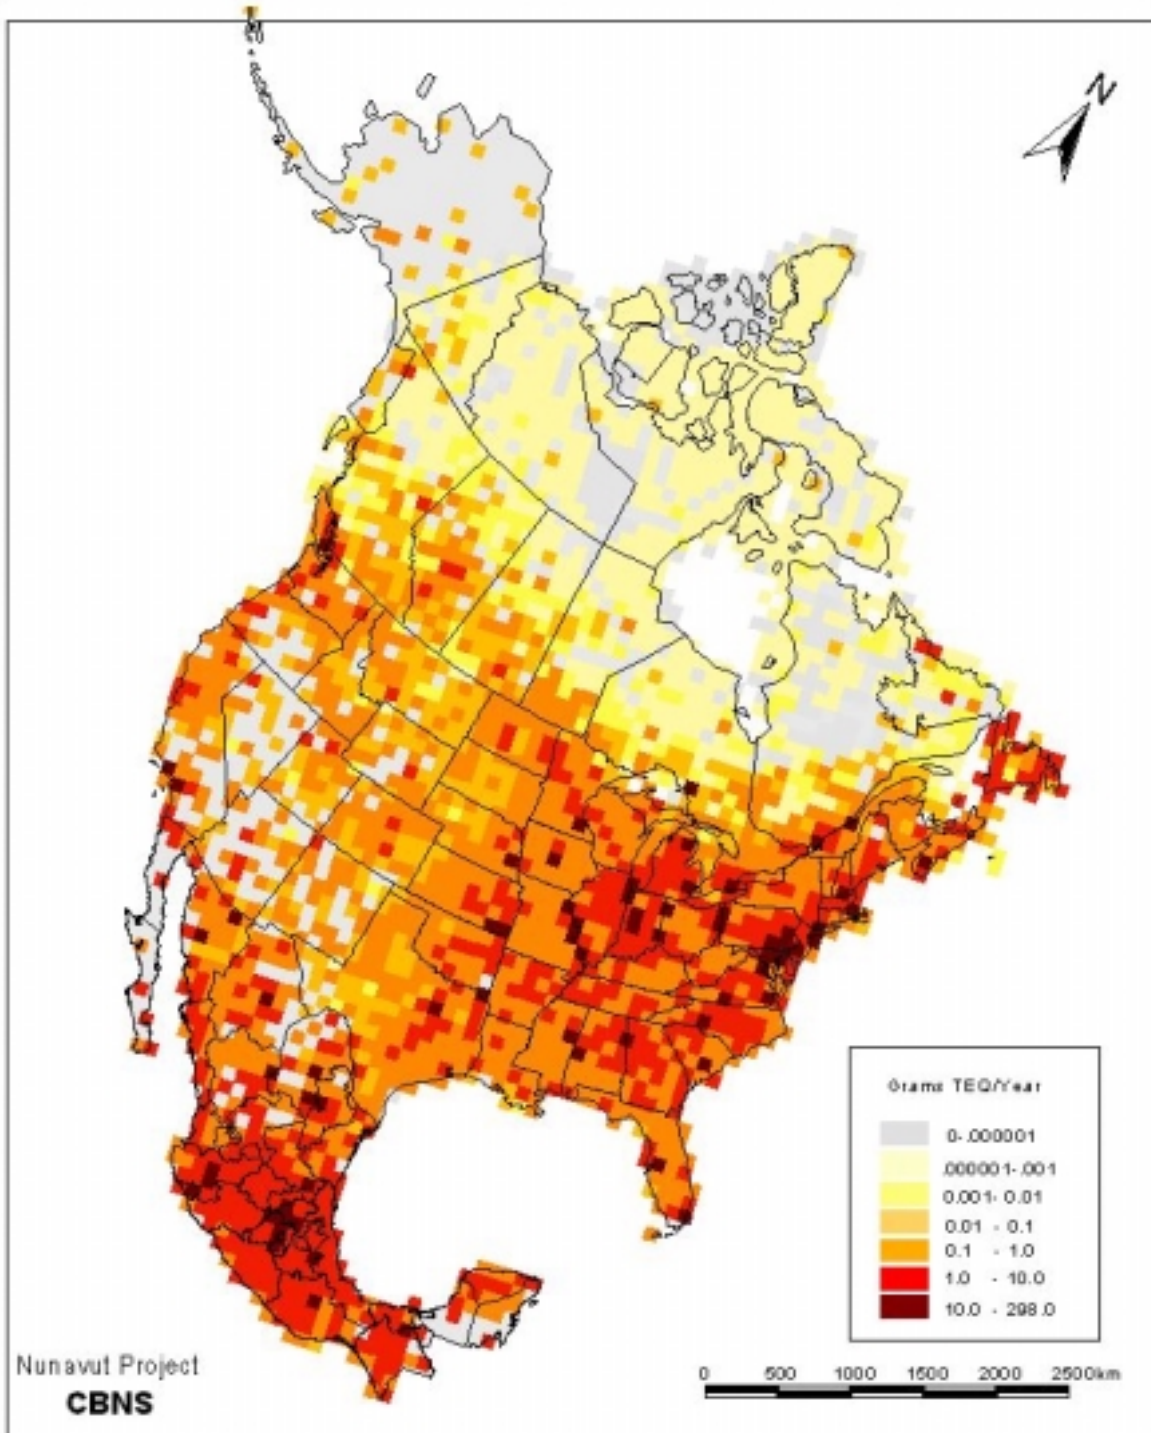 N
Grams TEQ/Year
0-.000001
.000001-.001
0.001- 0.01
0.01 - 0.1
0.1 - 1.0
1.0 - 10.0
10.0 - 298.0
Nunavut Project
CBNS
0 500 1000 1500 2000 2500km